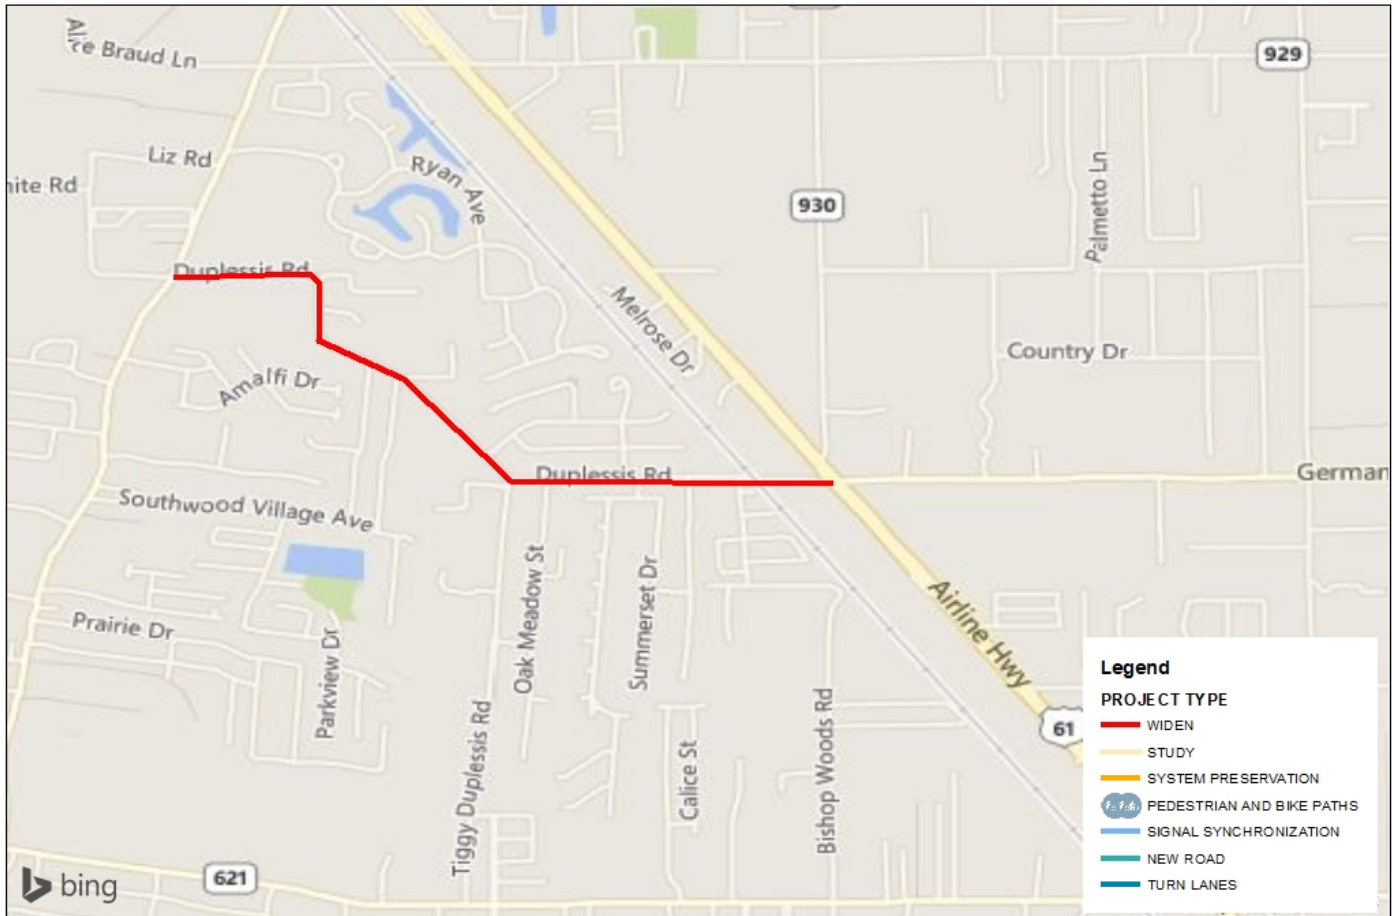 Alice Braud Ln
929
Liz Rd
Ryan Ave
Palmetto Ln
930
Duplessis Rd
Melrose Dr
Country Dr
Amalfi Dr
Duplessis Rd
German
Southwood Village Ave
Oak Meadow St
Summerset Dr
Airline Hwy
Prairie Dr
Parkview Dr
Tiggy Duplessis Rd
Calice St
Bishop Woods Rd
61
621
bing
Legend
PROJECT TYPE
WIDEN
STUDY
SYSTEM PRESERVATION
PEDESTRIAN AND BIKE PATHS
SIGNAL SYNCHRONIZATION
NEW ROAD
TURN LANES